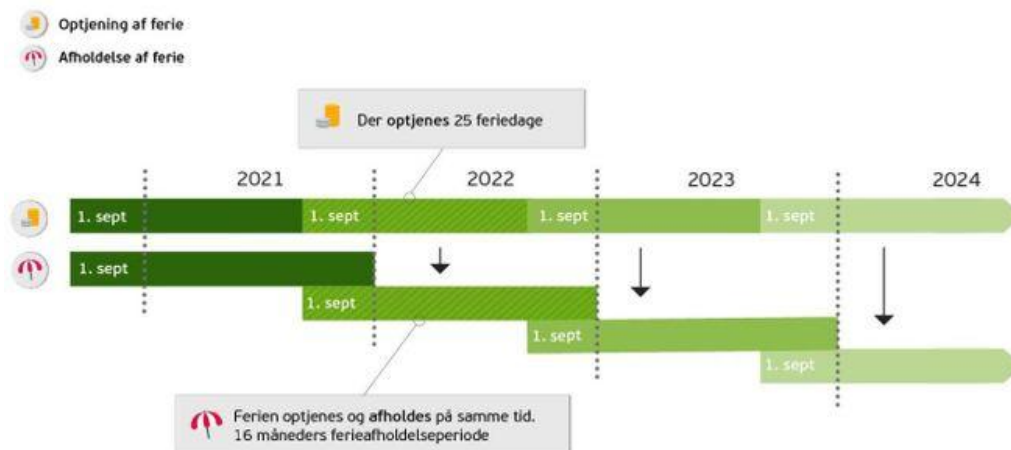 Optjening af ferie
Afholdelse af ferie
Der optjenes 25 feriedage
2021 2022 2023 2024
1. sept 1. sept 1. sept 1. sept
1. sept
1. sept
1. sept
1. sept
Ferien optjenes og afholdes på samme tid.
16 måneders ferieafholdelseperiode